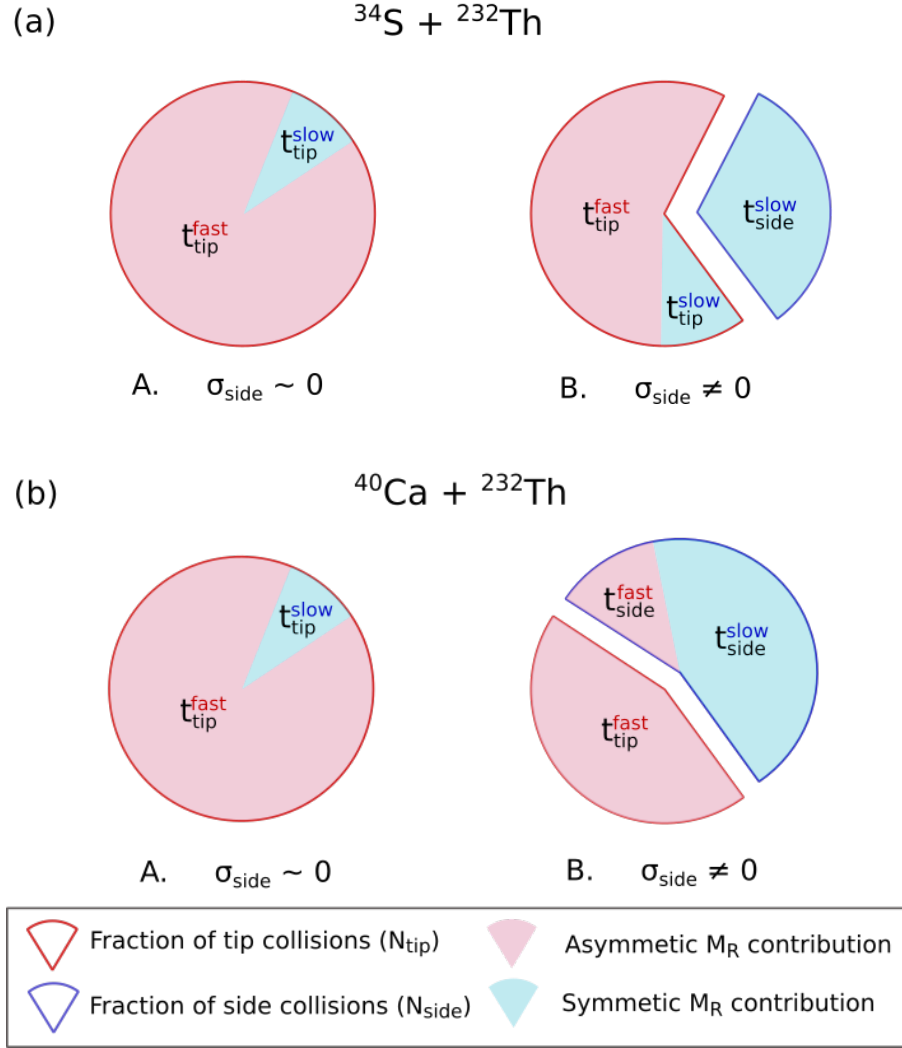 (a) ³⁴S + ²³²Th
t_tip^slow
t_tip^fast
t_tip^fast
t_side^slow
t_tip^slow
A. σ_side ~ 0
B. σ_side ≠ 0
(b) ⁴⁰Ca + ²³²Th
t_tip^slow
t_tip^fast
t_side^fast
t_side^slow
t_tip^fast
A. σ_side ~ 0
B. σ_side ≠ 0
Fraction of tip collisions (N_tip)
Asymmetic M_R contribution
Fraction of side collisions (N_side)
Symmetic M_R contribution